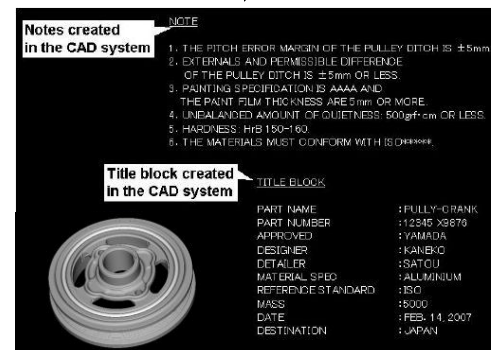 Notes created
in the CAD system
NOTE
1. THE PITCH ERROR MARGIN OF THE PULLEY DITCH IS ±5mm
2. EXTERNALS AND PERMISSIBLE DIFFERENCE
OF THE PULLEY DITCH IS ±5mm OR LESS.
3. PAINTING SPECIFICATION IS AAAA AND
THE PAINT FILM THICKNESS ARE 5mm OR MORE.
4. UNBALANCED AMOUNT OF QUIETNESS: 500grf·cm OR LESS.
5. HARDNESS: HrB 150-160.
6. THE MATERIALS MUST CONFORM WITH ISO*****.
Title block created
in the CAD system
TITLE BLOCK
PART NAME :PULLY-CRANK
PART NUMBER :12345 X9876
APPROVED :YAMADA
DESIGNER :KANEKO
DETAILER :SATOU
MATERIAL SPEC :ALUMINIUM
REFERENCE STANDARD :ISO
MASS :5000
DATE :FEB. 14, 2007
DESTINATION :JAPAN